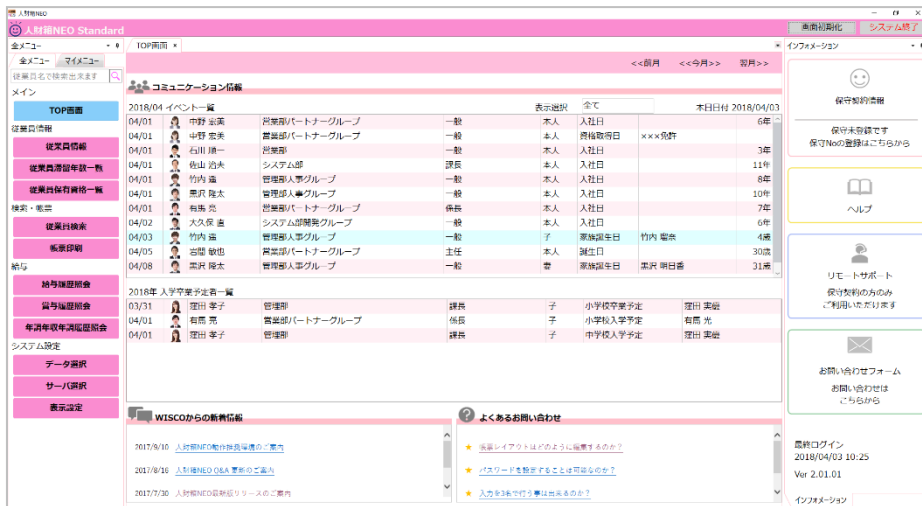 人財箱NEO
人財箱NEO Standard
画面初期化 システム終了
全メニュー
TOP画面 ×
インフォメーション
全メニュー マイメニュー
<<前月 <<今月>> 翌月>>
従業員名で検索出来ます
メイン
TOP画面
従業員情報
従業員情報
従業員滞留年数一覧
従業員保有資格一覧
検索・帳票
従業員検索
帳票印刷
給与
給与履歴照会
賞与履歴照会
年調年収年調履歴照会
システム設定
データ選択
サーバ選択
表示設定
コミュニケーション情報
2018/04 イベント一覧 表示選択 全て 本日日付 2018/04/03
04/01 中野 宏美 営業部パートナーグループ 一般 本人 入社日 6年
04/01 中野 宏美 営業部パートナーグループ 一般 本人 資格取得日 ×××免許
04/01 石川 順一 営業部 一般 本人 入社日 3年
04/01 佐山 治夫 システム部 課長 本人 入社日 11年
04/01 竹内 遥 管理部人事グループ 一般 本人 入社日 8年
04/01 黒沢 隆太 管理部人事グループ 一般 本人 入社日 10年
04/01 有馬 亮 営業部パートナーグループ 係長 本人 入社日 7年
04/02 大久保 直 システム部開発グループ 一般 本人 入社日 6年
04/03 竹内 遥 管理部人事グループ 一般 子 家族誕生日 竹内 瑠奈 4歳
04/05 岩間 敏也 営業部パートナーグループ 主任 本人 誕生日 30歳
04/08 黒沢 隆太 管理部人事グループ 一般 妻 家族誕生日 黒沢 明日香 31歳
2018年 入学卒業予定者一覧
03/31 窪田 孝子 管理部 課長 子 小学校卒業予定 窪田 実優
04/01 有馬 亮 営業部パートナーグループ 係長 子 小学校入学予定 有馬 光
04/01 窪田 孝子 管理部 課長 子 中学校入学予定 窪田 実優
WISCOからの新着情報
2017/9/10 人財箱NEO動作推奨環境のご案内
2017/8/16 人財箱NEO Q&A 更新のご案内
2017/7/30 人財箱NEO最新版リリースのご案内
よくあるお問い合わせ
★ 帳票レイアウトはどのように編集するのか？
★ パスワードを設定することは可能なのか？
★ 入力を3名で行う事は出来るのか？
保守契約情報
保守未登録です
保守Noの登録はこちらから
ヘルプ
リモートサポート
保守契約の方のみ
ご利用いただけます
お問い合わせフォーム
お問い合わせは
こちらから
最終ログイン
2018/04/03 10:25
Ver 2.01.01
インフォメーション